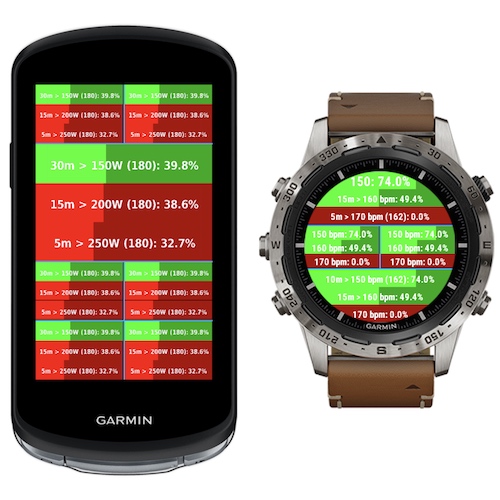 30m > 150W (180): 39.8% 30m > 150W (180): 39.8%
15m > 200W (180): 38.6% 15m > 200W (180): 38.6%
5m > 250W (180): 32.7% 5m > 250W (180): 32.7%
30m > 150W (180): 39.8%
15m > 200W (180): 38.6%
5m > 250W (180): 32.7%
30m > 150W (180): 39.8% 30m > 150W (180): 39.8%
15m > 200W (180): 38.6% 15m > 200W (180): 38.6%
5m > 250W (180): 32.7% 5m > 250W (180): 32.7%
30m > 150W (180): 39.8% 30m > 150W (180): 39.8%
15m > 200W (180): 38.6% 15m > 200W (180): 38.6%
5m > 250W (180): 32.7% 5m > 250W (180): 32.7%
GARMIN
330 30 60 E 120 150 S 210 240 W 300
150: 74.0%
15m > 160 bpm: 49.4%
5m > 170 bpm (162): 0.0%
150 bpm: 74.0% 150 bpm: 74.0%
160 bpm: 49.4% 160 bpm: 49.4%
170 bpm: 0.0% 170 bpm: 0.0%
10m > 150 bpm (162): 74.0%
15m > 160 bpm: 49.4%
170 bpm: 0.0%
GARMIN